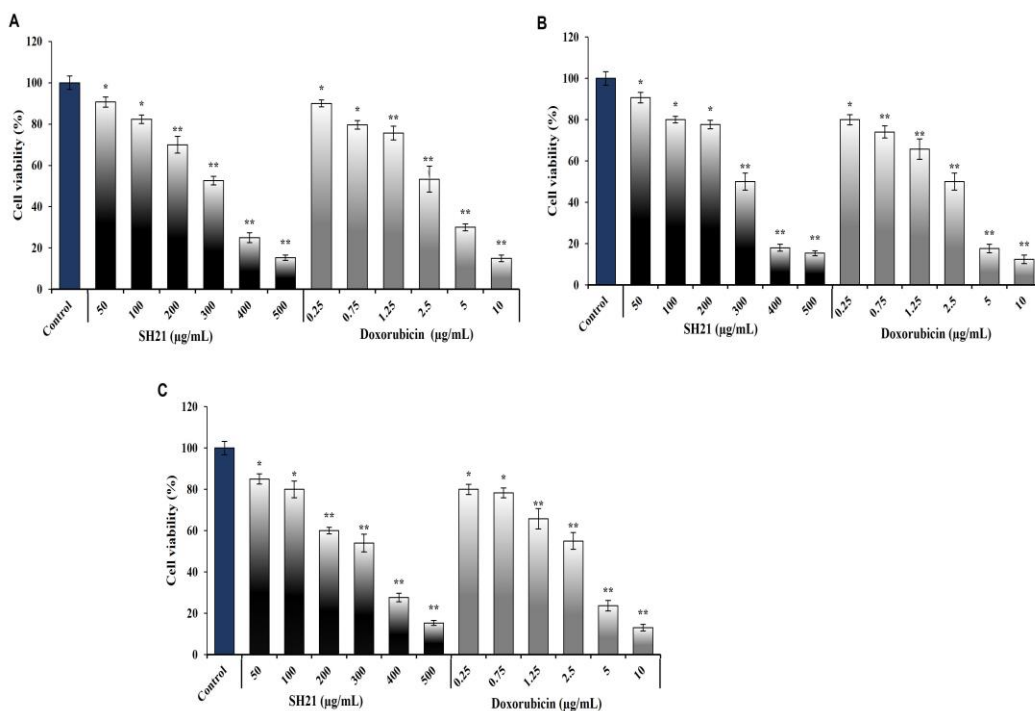 A
Cell viability (%)
120
100
80
60
40
20
0
* * ** ** ** ** * * ** ** ** **
Control 50 100 200 300 400 500 0.25 0.75 1.25 2.5 5 10
SH21 (µg/mL) Doxorubicin (µg/mL)
B
Cell viability (%)
120
100
80
60
40
20
0
* * * ** ** ** * ** ** ** ** **
Control 50 100 200 300 400 500 0.25 0.75 1.25 2.5 5 10
SH21 (µg/mL) Doxorubicin (µg/mL)
C
Cell viability (%)
120
100
80
60
40
20
0
* * ** ** ** ** * * ** ** ** **
Control 50 100 200 300 400 500 0.25 0.75 1.25 2.5 5 10
SH21 (µg/mL) Doxorubicin (µg/mL)